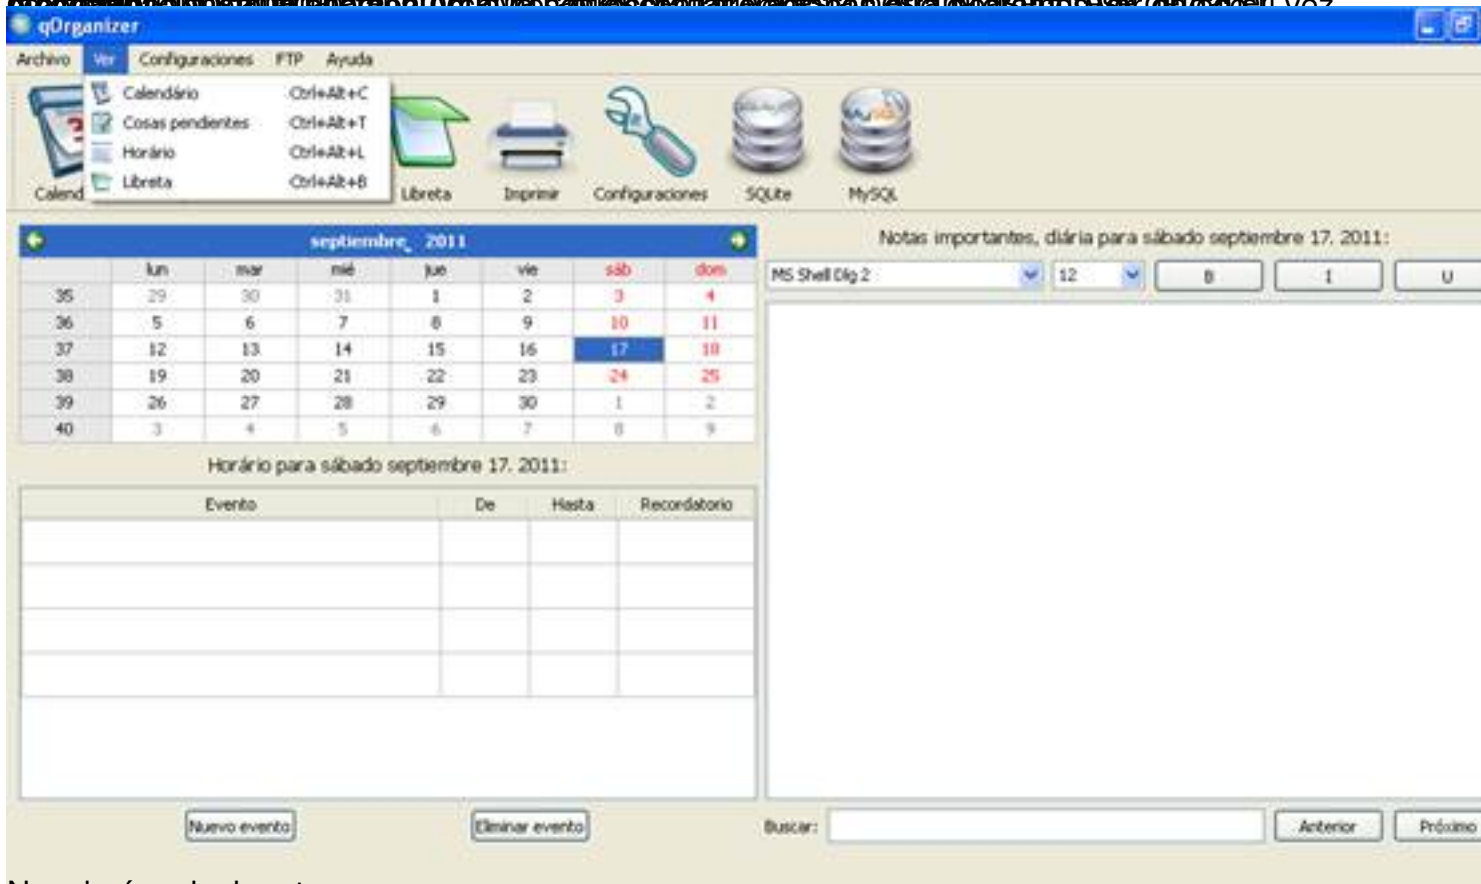 qOrganizer
Archivo Ver Configuraciones FTP Ayuda
Calendário Ctrl+Alt+C
Cosas pendientes Ctrl+Alt+T
Horário Ctrl+Alt+L
Libreta Ctrl+Alt+B
Calend Libreta Imprimir Configuraciones SQLite MySQL
septiembre, 2011
lun mar mié jue vie sáb dom
35 29 30 31 1 2 3 4
36 5 6 7 8 9 10 11
37 12 13 14 15 16 17 18
38 19 20 21 22 23 24 25
39 26 27 28 29 30 1 2
40 3 4 5 6 7 8 9
Horário para sábado septiembre 17. 2011:
Evento De Hasta Recordatorio
Nuevo evento Eliminar evento
Notas importantes, diária para sábado septiembre 17. 2011:
MS Shell Dlg 2 12 B I U
Buscar: Anterior Próximo